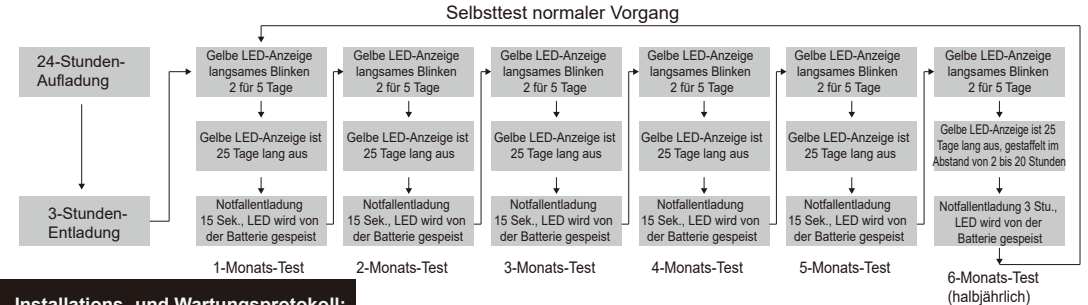 Selbsttest normaler Vorgang
24-Stunden-
Aufladung
3-Stunden-
Entladung
Gelbe LED-Anzeige
langsames Blinken
2 für 5 Tage
Gelbe LED-Anzeige ist
25 Tage lang aus
Notfallentladung
15 Sek., LED wird von
der Batterie gespeist
1-Monats-Test
Gelbe LED-Anzeige
langsames Blinken
2 für 5 Tage
Gelbe LED-Anzeige ist
25 Tage lang aus
Notfallentladung
15 Sek., LED wird von
der Batterie gespeist
2-Monats-Test
Gelbe LED-Anzeige
langsames Blinken
2 für 5 Tage
Gelbe LED-Anzeige ist
25 Tage lang aus
Notfallentladung
15 Sek., LED wird von
der Batterie gespeist
3-Monats-Test
Gelbe LED-Anzeige
langsames Blinken
2 für 5 Tage
Gelbe LED-Anzeige ist
25 Tage lang aus
Notfallentladung
15 Sek., LED wird von
der Batterie gespeist
4-Monats-Test
Gelbe LED-Anzeige
langsames Blinken
2 für 5 Tage
Gelbe LED-Anzeige ist
25 Tage lang aus
Notfallentladung
15 Sek., LED wird von
der Batterie gespeist
5-Monats-Test
Gelbe LED-Anzeige
langsames Blinken
2 für 5 Tage
Gelbe LED-Anzeige ist 25
Tage lang aus, gestaffelt im
Abstand von 2 bis 20 Stunden
Notfallentladung 3 Stu.,
LED wird von der
Batterie gespeist
6-Monats-Test
(halbjährlich)
Installations- und Wartungsprotokoll: